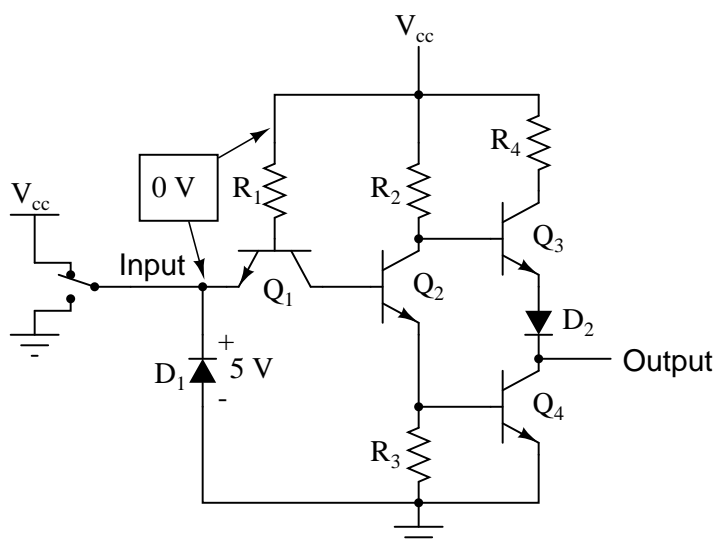 Vcc
R4
R1
R2
0 V
Vcc
Q3
Input
Q1
Q2
D2
+
D1
5 V
-
Output
Q4
R3